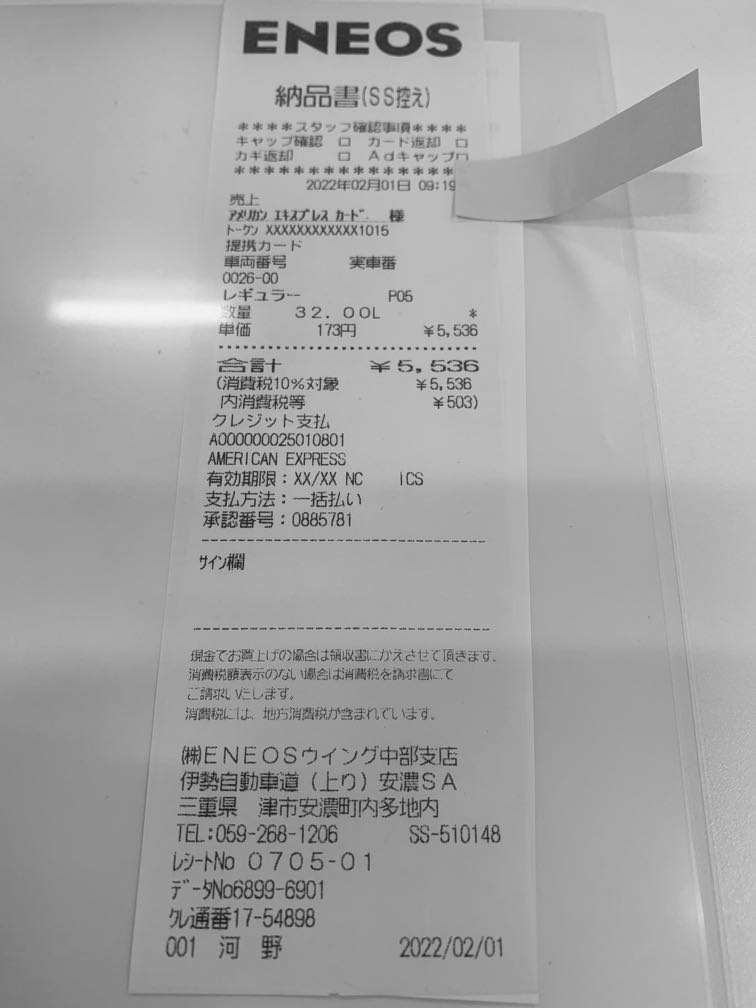 ENEOS
納品書(SS控え)
****スタッフ確認事項****
キャップ確認 □ カード返却 □
カギ返却 □ Adキャップ□
******************
2022年02月01日 09:19
売上
アメリカン エキスプレス カード 様
トークン XXXXXXXXXXXX1015
提携カード
車両番号 実車番
0026-00
レギュラー P05
数量 32.00L *
単価 173円 ¥5,536
合計 ¥5,536
(消費税10%対象 ¥5,536
内消費税等 ¥503)
クレジット支払
A000000025010801
AMERICAN EXPRESS
有効期限:XX/XX NC ICS
支払方法:一括払い
承認番号:0885781
サイン欄
現金でお買上げの場合は領収書にかえさせて頂きます。
消費税額表示のない場合は消費税を請求書にて
ご請求いたします。
消費税には、地方消費税が含まれています。
(株)ENEOSウイング中部支店
伊勢自動車道(上り)安濃SA
三重県 津市安濃町内多地内
TEL:059-268-1206 SS-510148
レシートNo 0705-01
データNo6899-6901
クレ通番17-54898
001 河野 2022/02/01